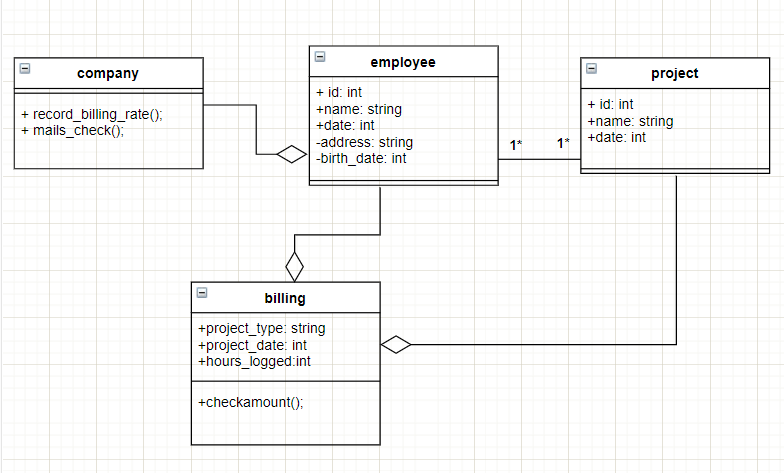 company
+ record_billing_rate();
+ mails_check();
employee
+ id: int
+name: string
+date: int
-address: string
-birth_date: int
1*
1*
project
+ id: int
+name: string
+date: int
billing
+project_type: string
+project_date: int
+hours_logged:int
+checkamount();